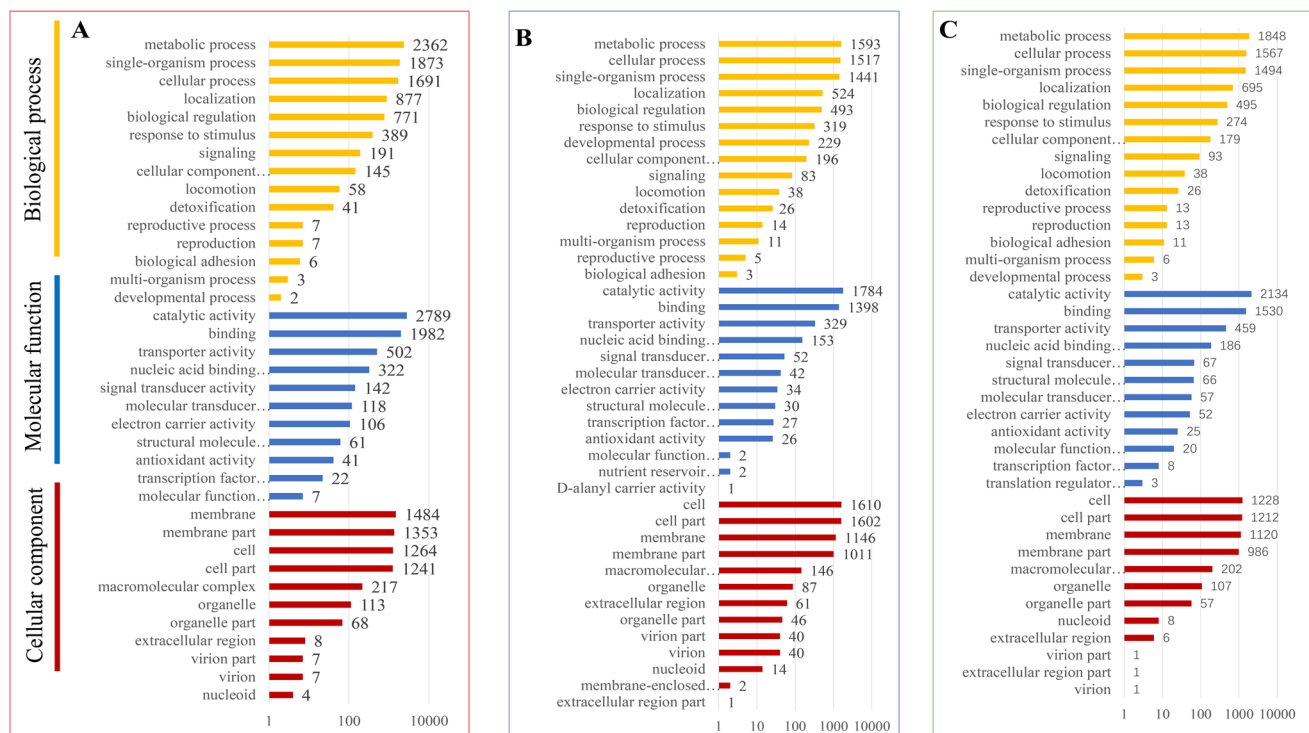 Biological process
Molecular function
Cellular component
A
metabolic process 2362
single-organism process 1873
cellular process 1691
localization 877
biological regulation 771
response to stimulus 389
signaling 191
cellular component… 145
locomotion 58
detoxification 41
reproductive process 7
reproduction 7
biological adhesion 6
multi-organism process 3
developmental process 2
catalytic activity 2789
binding 1982
transporter activity 502
nucleic acid binding… 322
signal transducer activity 142
molecular transducer… 118
electron carrier activity 106
structural molecule… 61
antioxidant activity 41
transcription factor… 22
molecular function… 7
membrane 1484
membrane part 1353
cell 1264
cell part 1241
macromolecular complex 217
organelle 113
organelle part 68
extracellular region 8
virion part 7
virion 7
nucleoid 4
1 100 10000
B
metabolic process 1593
cellular process 1517
single-organism process 1441
localization 524
biological regulation 493
response to stimulus 319
developmental process 229
cellular component… 196
signaling 83
locomotion 38
detoxification 26
reproduction 14
multi-organism process 11
reproductive process 5
biological adhesion 3
catalytic activity 1784
binding 1398
transporter activity 329
nucleic acid binding… 153
signal transducer… 52
molecular transducer… 42
electron carrier activity 34
structural molecule… 30
transcription factor… 27
antioxidant activity 26
molecular function… 2
nutrient reservoir… 2
D-alanyl carrier activity 1
cell 1610
cell part 1602
membrane 1146
membrane part 1011
macromolecular… 146
organelle 87
extracellular region 61
organelle part 46
virion part 40
virion 40
nucleoid 14
membrane-enclosed… 2
extracellular region part 1
1 10 100 1000 10000
C
metabolic process 1848
cellular process 1567
single-organism process 1494
localization 695
biological regulation 495
response to stimulus 274
cellular component… 179
signaling 93
locomotion 38
detoxification 26
reproductive process 13
reproduction 13
biological adhesion 11
multi-organism process 6
developmental process 3
catalytic activity 2134
binding 1530
transporter activity 459
nucleic acid binding… 186
signal transducer… 67
structural molecule… 66
molecular transducer… 57
electron carrier activity 52
antioxidant activity 25
molecular function… 20
transcription factor… 8
translation regulator… 3
cell 1228
cell part 1212
membrane 1120
membrane part 986
macromolecular… 202
organelle 107
organelle part 57
nucleoid 8
extracellular region 6
virion part 1
extracellular region part 1
virion 1
1 10 100 1000 10000